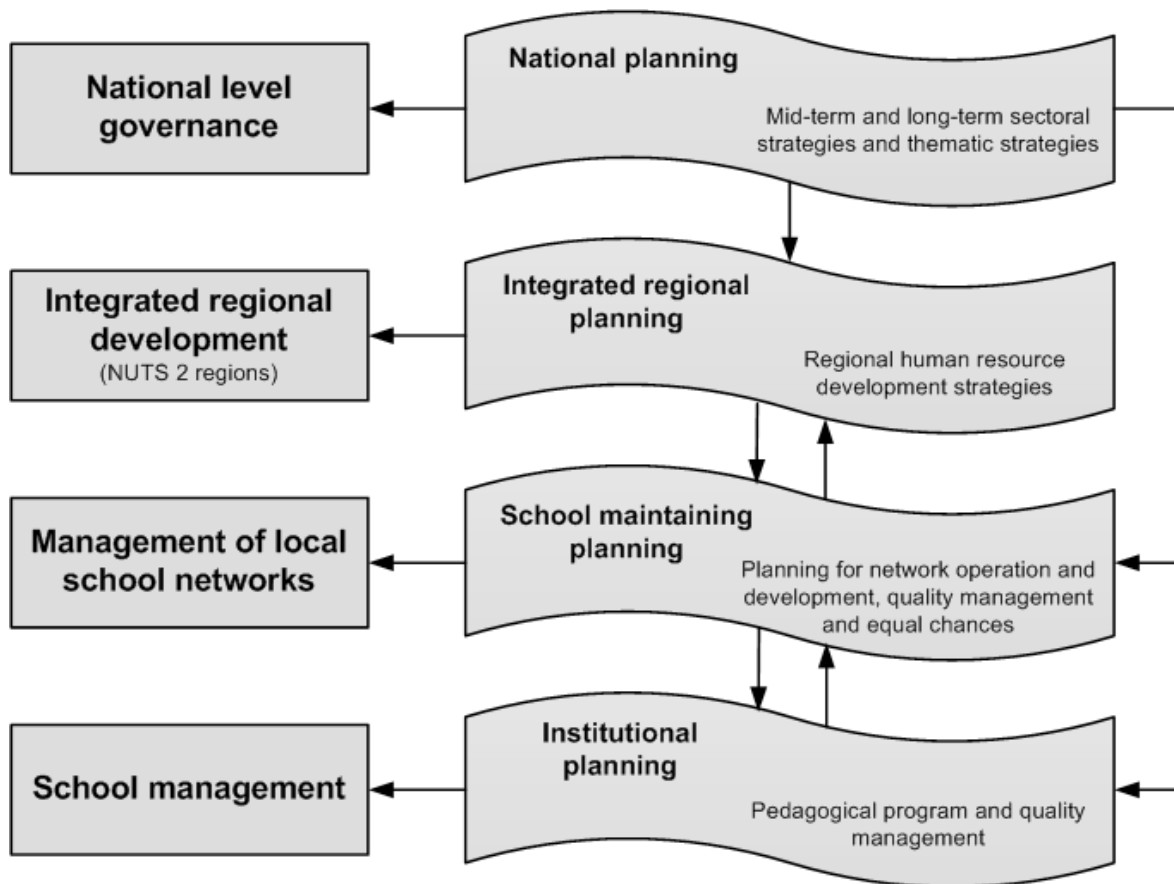 National level
governance
National planning
Mid-term and long-term sectoral
strategies and thematic strategies
Integrated regional
development
(NUTS 2 regions)
Integrated regional
planning
Regional human resource
development strategies
Management of local
school networks
School maintaining
planning
Planning for network operation and
development, quality management
and equal chances
School management
Institutional
planning
Pedagogical program and quality
management